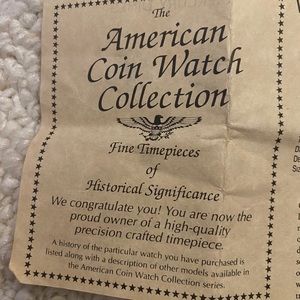 The
American
Coin Watch
Collection
Fine Timepieces
of
Historical Significance
We congratulate you! You are now the
proud owner of a high-quality
precision crafted timepiece.
A history of the particular watch you have purchased is
listed along with a description of other models available in
the American Coin Watch Collection series.